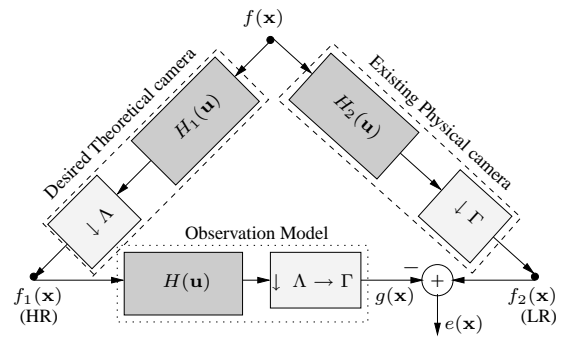 f(x)
Desired Theoretical camera
Existing Physical camera
H₁(u)
H₂(u)
↓ Λ
↓ Γ
Observation Model
H(u)
↓ Λ → Γ
f₁(x)
(HR)
g(x)
−
+
f₂(x)
(LR)
e(x)